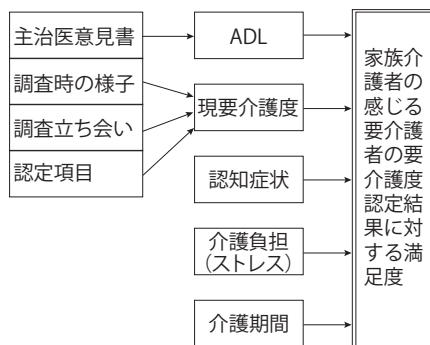 主治医意見書
調査時の様子
調査立ち会い
認定項目
ADL
現要介護度
認知症状
介護負担
（ストレス）
介護期間
家族介
護者の
感じる
要介護
者の要
介護度
認定結
果に対
する満
足度